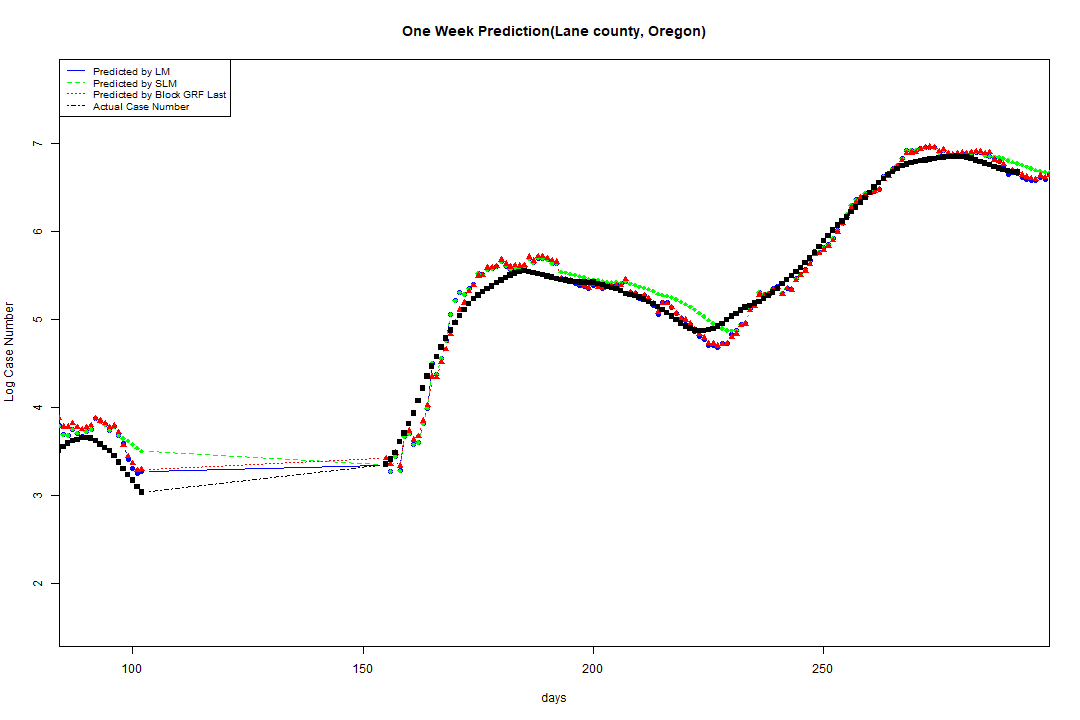 One Week Prediction(Lane county, Oregon)
Predicted by LM
Predicted by SLM
Predicted by Block GRF Last
Actual Case Number
Log Case Number
7
6
5
4
3
2
100 150 200 250
days